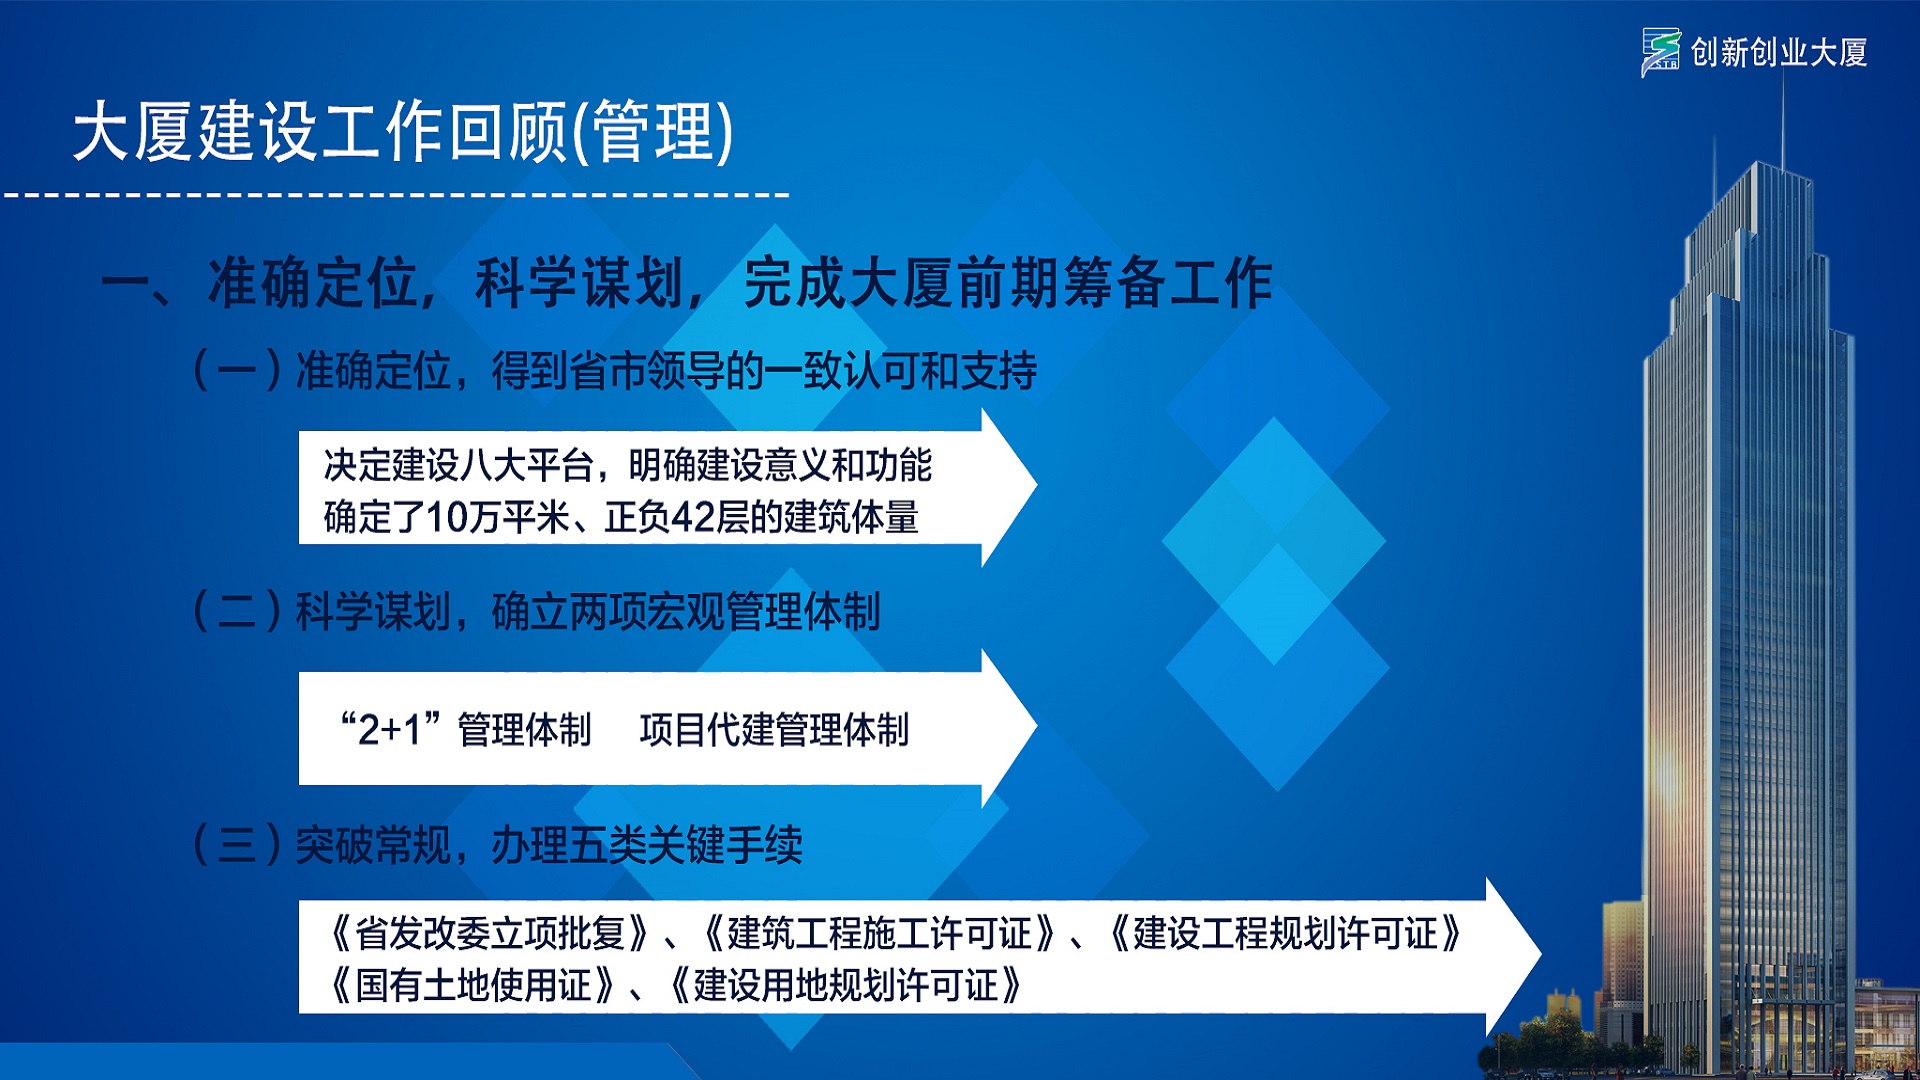 STB 创新创业大厦
大厦建设工作回顾(管理)
一、准确定位，科学谋划，完成大厦前期筹备工作
（一）准确定位，得到省市领导的一致认可和支持
决定建设八大平台，明确建设意义和功能
确定了10万平米、正负42层的建筑体量
（二）科学谋划，确立两项宏观管理体制
“2+1”管理体制 项目代建管理体制
（三）突破常规，办理五类关键手续
《省发改委立项批复》、《建筑工程施工许可证》、《建设工程规划许可证》
《国有土地使用证》、《建设用地规划许可证》